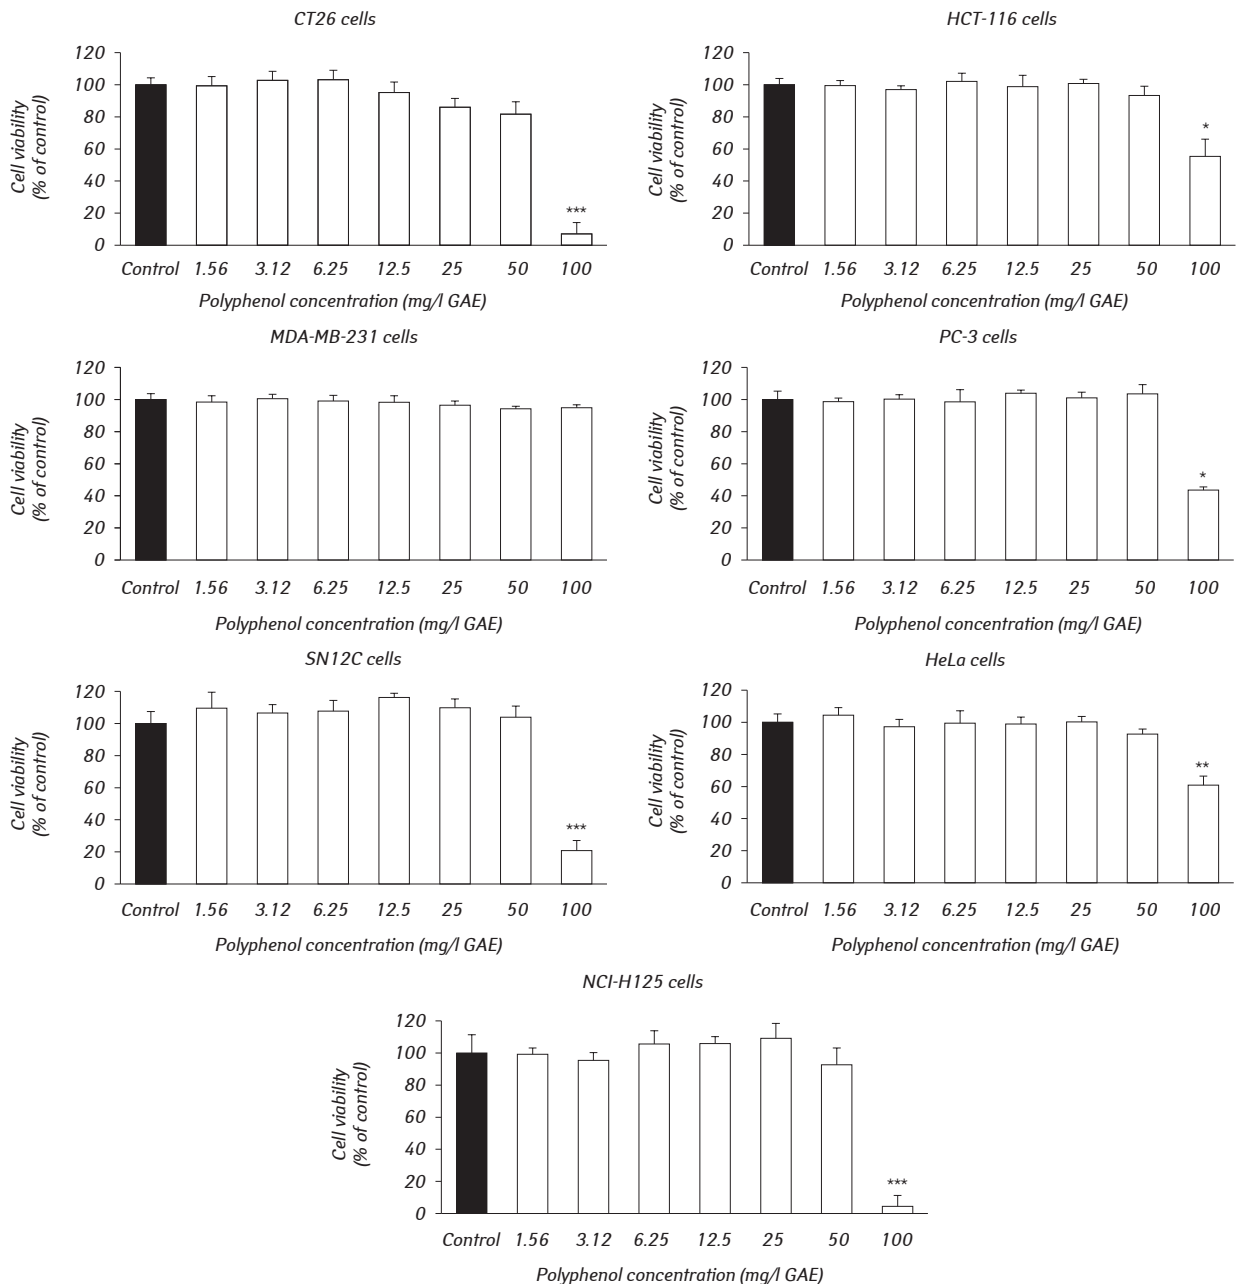 CT26 cells
Cell viability
(% of control)
120
100
80
60
40
20
0
***
Control 1.56 3.12 6.25 12.5 25 50 100
Polyphenol concentration (mg/l GAE)
HCT-116 cells
Cell viability
(% of control)
120
100
80
60
40
20
0
*
Control 1.56 3.12 6.25 12.5 25 50 100
Polyphenol concentration (mg/l GAE)
MDA-MB-231 cells
Cell viability
(% of control)
120
100
80
60
40
20
0
Control 1.56 3.12 6.25 12.5 25 50 100
Polyphenol concentration (mg/l GAE)
PC-3 cells
Cell viability
(% of control)
120
100
80
60
40
20
0
*
Control 1.56 3.12 6.25 12.5 25 50 100
Polyphenol concentration (mg/l GAE)
SN12C cells
Cell viability
(% of control)
120
100
80
60
40
20
0
***
Control 1.56 3.12 6.25 12.5 25 50 100
Polyphenol concentration (mg/l GAE)
HeLa cells
Cell viability
(% of control)
120
100
80
60
40
20
0
**
Control 1.56 3.12 6.25 12.5 25 50 100
Polyphenol concentration (mg/l GAE)
NCI-H125 cells
Cell viability
(% of control)
120
100
80
60
40
20
0
***
Control 1.56 3.12 6.25 12.5 25 50 100
Polyphenol concentration (mg/l GAE)